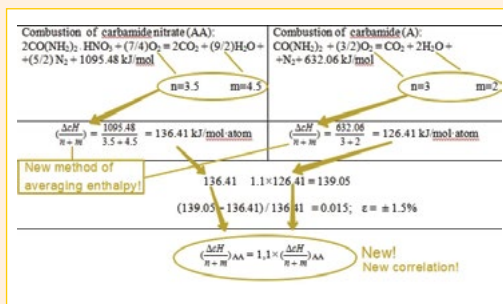 Combustion of carbamide nitrate (AA):
2CO(NH₂)₂.HNO₃+(7/4)O₂=2CO₂+(9/2)H₂O+
+(5/2) N₂+1095.48 kJ/mol
n=3.5 m=4.5
Combustion of carbamide (A):
CO(NH₂)₂ +(3/2)O₂=CO₂+2H₂O+
+N₂+632.06 kJ/mol
n=3 m=2
(ΔcH/n+m) = 1095.48/3.5+4.5 = 136.41 kJ/mol·atom
(ΔcH/n+m) = 632.06/3+2 = 126.41 kJ/mol·atom
New method of
averaging enthalpy!
136.41 1.1×126.41=139.05
(139.05-136.41)/136.41 =0.015; ε= ±1.5%
(ΔcH/n+m)AA = 1,1×(ΔcH/n+m)AA
New!
New correlation!